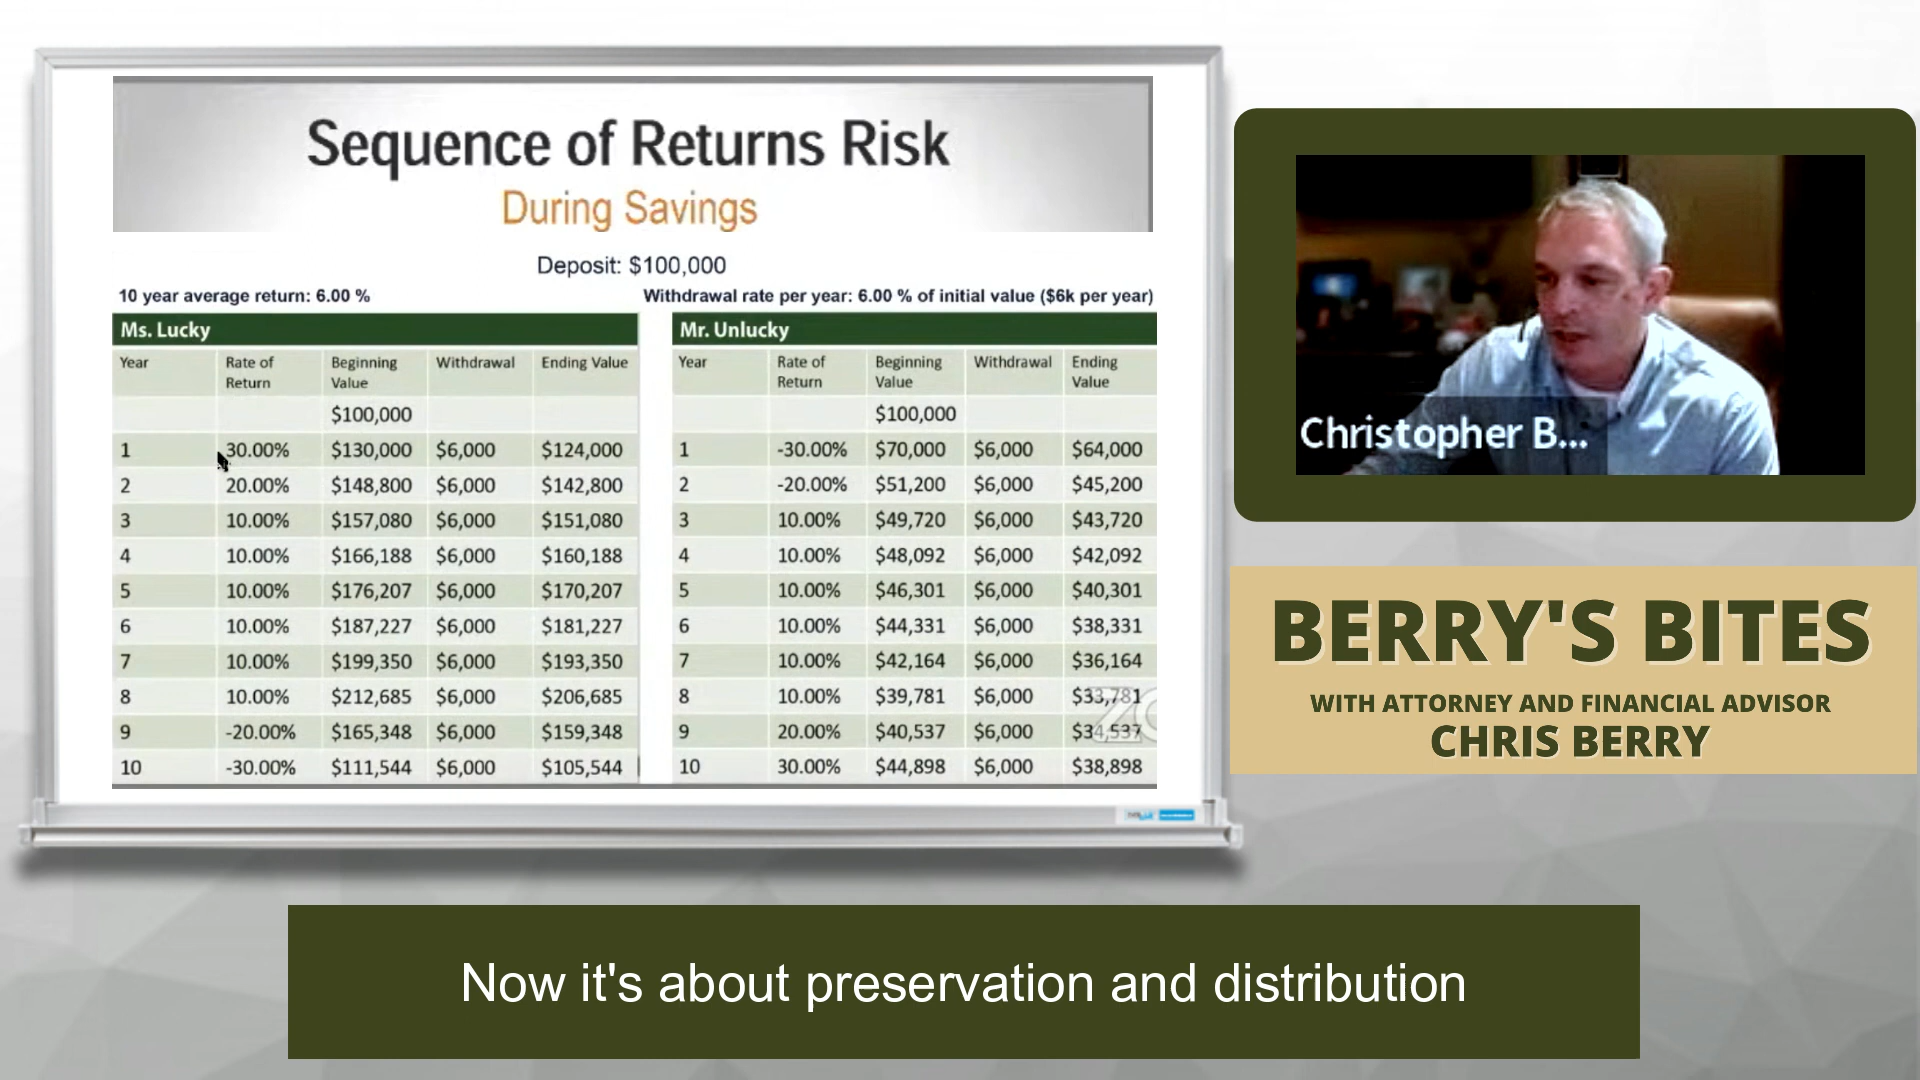 Sequence of Returns Risk
During Savings
Deposit: $100,000
10 year average return: 6.00 %
Withdrawal rate per year: 6.00 % of initial value ($6k per year)
Ms. Lucky
Year Rate of Return Beginning Value Withdrawal Ending Value
$100,000
1 30.00% $130,000 $6,000 $124,000
2 20.00% $148,800 $6,000 $142,800
3 10.00% $157,080 $6,000 $151,080
4 10.00% $166,188 $6,000 $160,188
5 10.00% $176,207 $6,000 $170,207
6 10.00% $187,227 $6,000 $181,227
7 10.00% $199,350 $6,000 $193,350
8 10.00% $212,685 $6,000 $206,685
9 -20.00% $165,348 $6,000 $159,348
10 -30.00% $111,544 $6,000 $105,544
Mr. Unlucky
Year Rate of Return Beginning Value Withdrawal Ending Value
$100,000
1 -30.00% $70,000 $6,000 $64,000
2 -20.00% $51,200 $6,000 $45,200
3 10.00% $49,720 $6,000 $43,720
4 10.00% $48,092 $6,000 $42,092
5 10.00% $46,301 $6,000 $40,301
6 10.00% $44,331 $6,000 $38,331
7 10.00% $42,164 $6,000 $36,164
8 10.00% $39,781 $6,000 $33,781
9 20.00% $40,537 $6,000 $34,537
10 30.00% $44,898 $6,000 $38,898
Christopher B...
BERRY'S BITES
WITH ATTORNEY AND FINANCIAL ADVISOR
CHRIS BERRY
Now it's about preservation and distribution